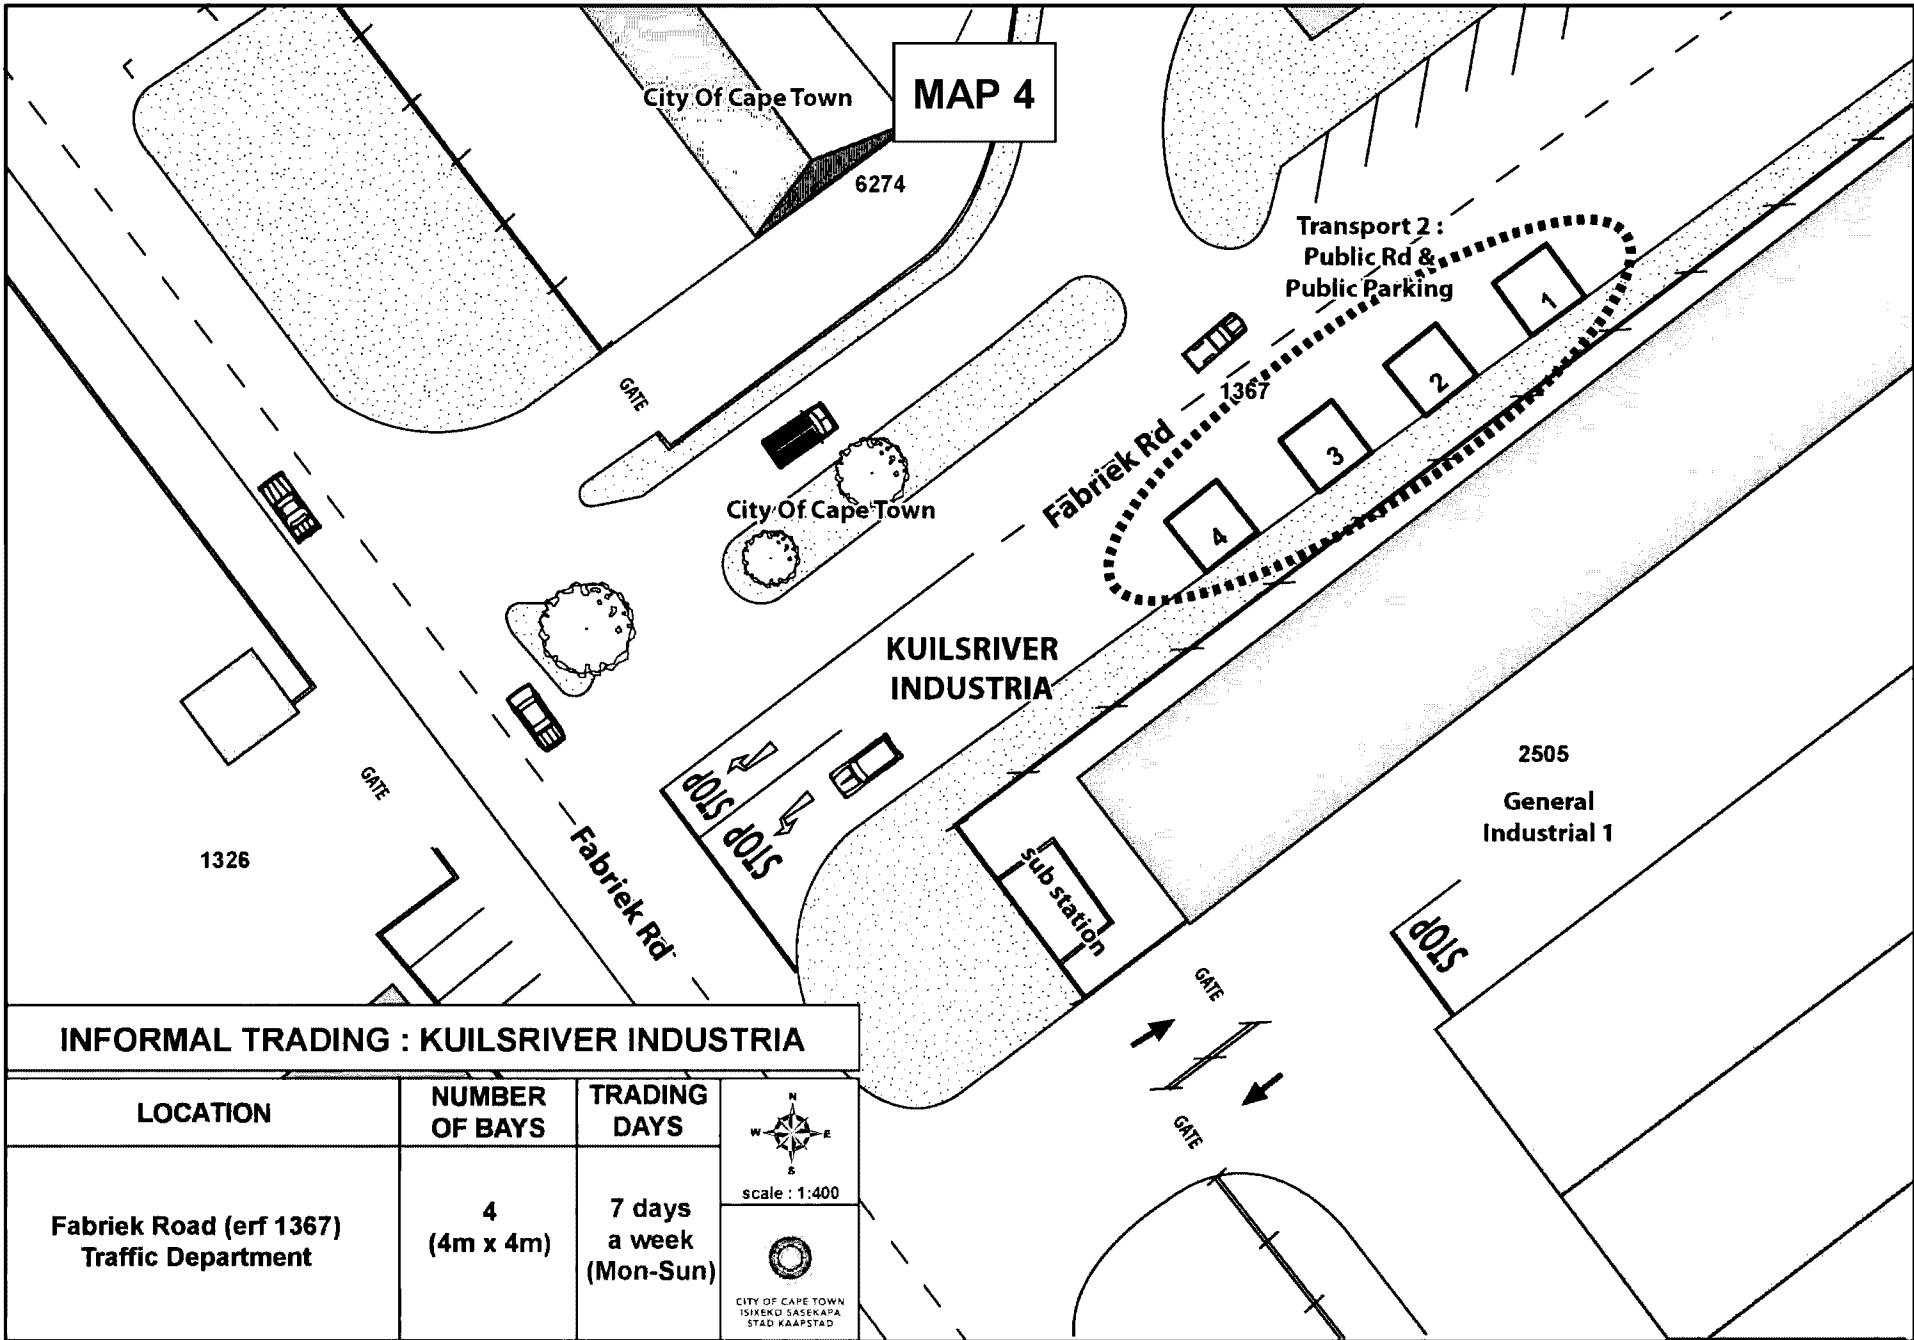 MAP 4
City Of Cape Town
6274
Transport 2 :
Public Rd &
Public Parking
1
2
3
4
1367
Fabriek Rd
GATE
City Of Cape Town
KUILSRIVER
INDUSTRIA
STOP
STOP
GATE
1326
Fabriek Rd
sub station
2505
General
Industrial 1
STOP
GATE
GATE
INFORMAL TRADING : KUILSRIVER INDUSTRIA
LOCATION
NUMBER
OF BAYS
TRADING
DAYS
Fabriek Road (erf 1367)
Traffic Department
4
(4m x 4m)
7 days
a week
(Mon-Sun)
N
W E
S
scale : 1:400
CITY OF CAPE TOWN
ISIXEKO SASEKAPA
STAD KAAPSTAD